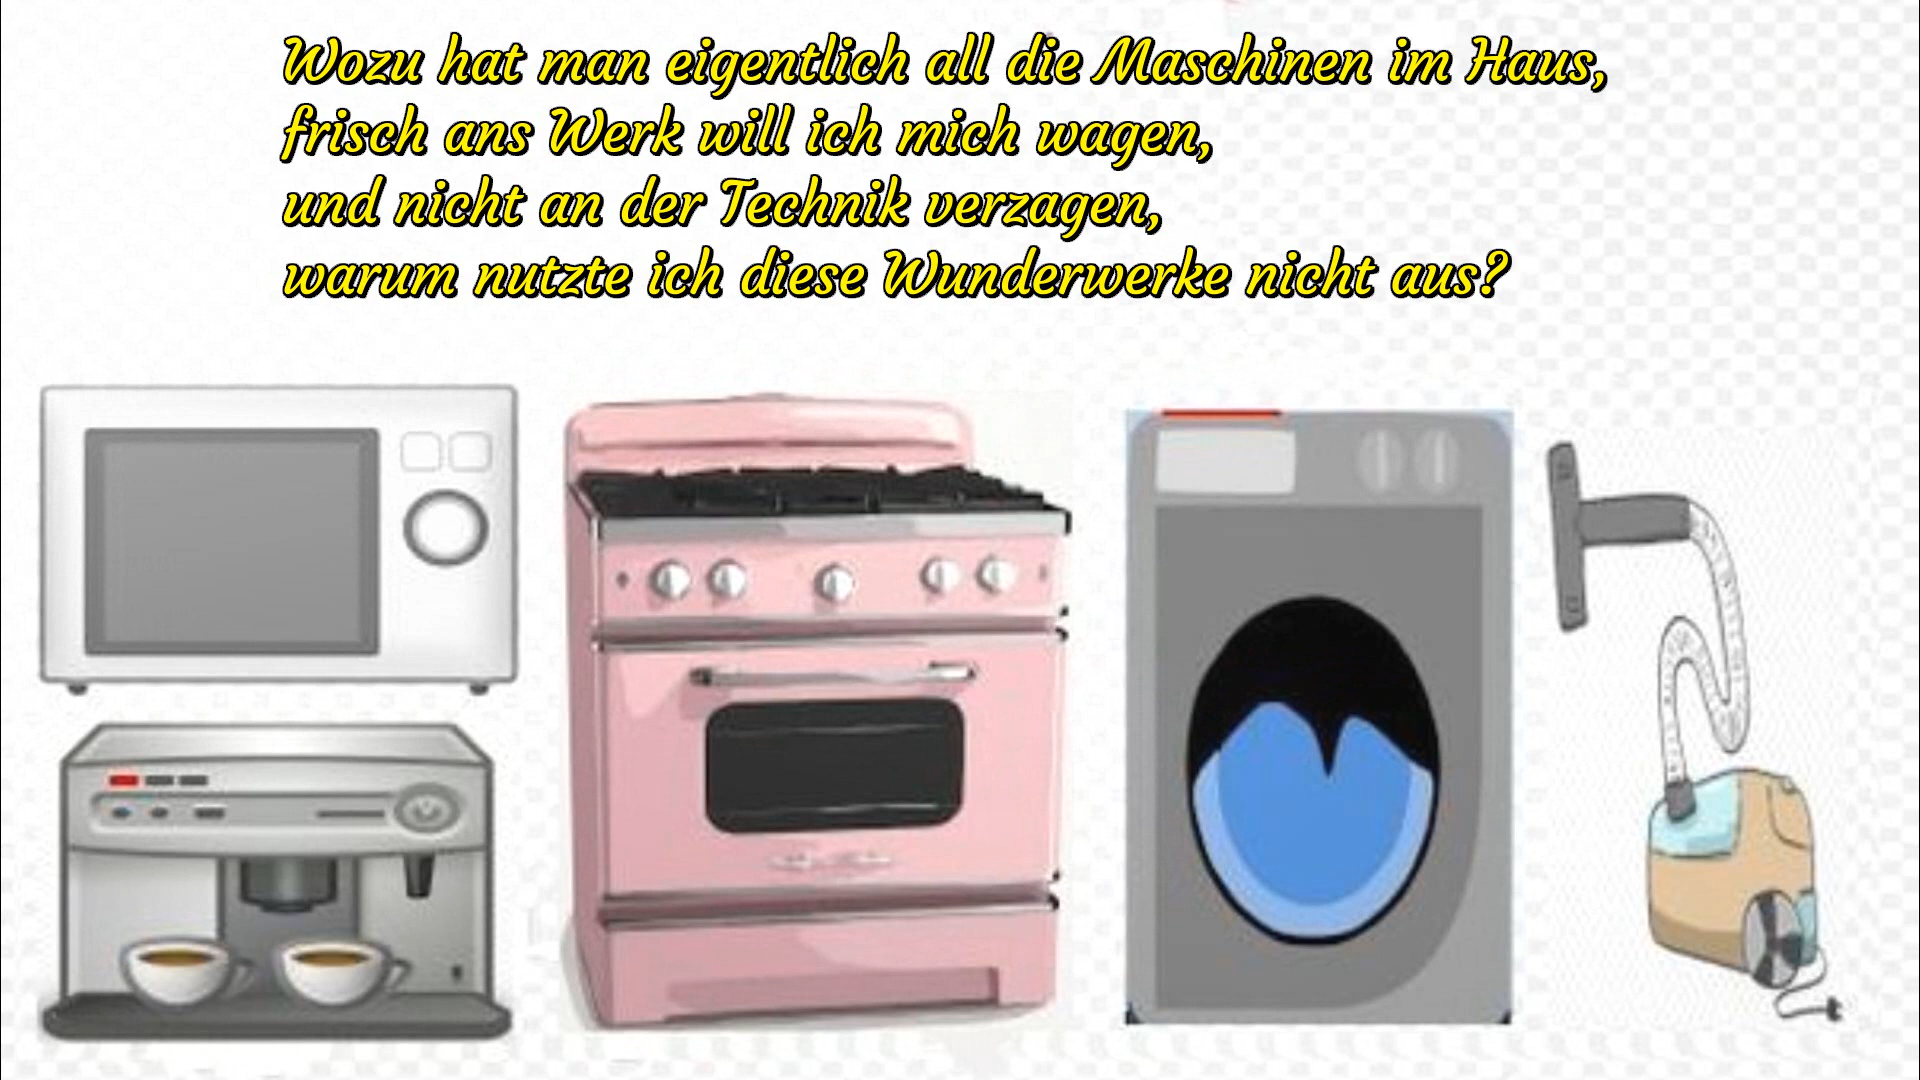 Wozu hat man eigentlich all die Maschinen im Haus,
frisch ans Werk will ich mich wagen,
und nicht an der Technik verzagen,
warum nutzte ich diese Wunderwerke nicht aus?